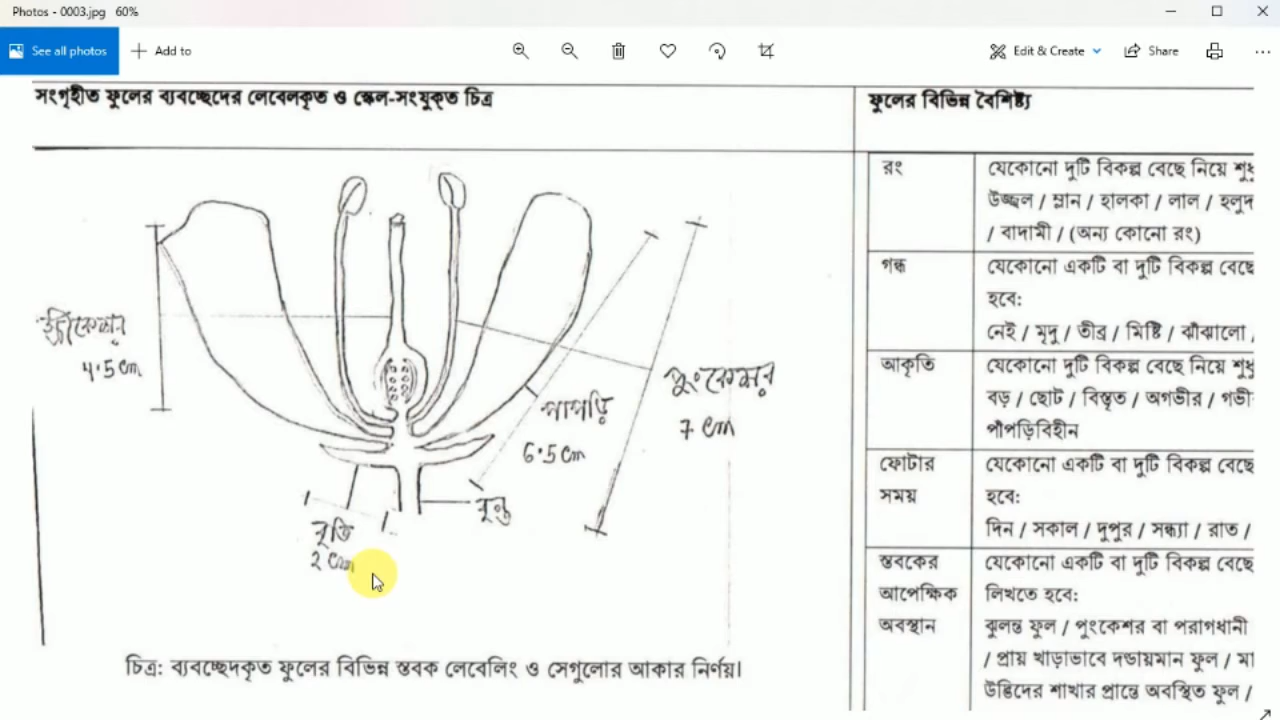 Photos - 0003.jpg 60%
See all photos
Add to
Edit & Create
Share
সংগৃহীত ফুলের ব্যবচ্ছেদের লেবেলকৃত ও স্কেল-সংযুক্ত চিত্র
ফুলের বিভিন্ন বৈশিষ্ট্য
স্ত্রীকেশর
4.5 cm
পুংকেশর
7 cm
পাপড়ি
6.5 cm
বৃন্ত
বৃতি
2 cm
চিত্র: ব্যবচ্ছেদকৃত ফুলের বিভিন্ন স্তবক লেবেলিং ও সেগুলোর আকার নির্ণয়।
রং
যেকোনো দুটি বিকল্প বেছে নিয়ে শুধু
উজ্জ্বল / ম্লান / হালকা / লাল / হলুদ
/ বাদামী / (অন্য কোনো রং)
গন্ধ
যেকোনো একটি বা দুটি বিকল্প বেছে
হবে:
নেই / মৃদু / তীব্র / মিষ্টি / ঝাঁঝালো /
আকৃতি
যেকোনো দুটি বিকল্প বেছে নিয়ে শুধু
বড় / ছোট / বিস্তৃত / অগভীর / গভী
পাঁপড়িবিহীন
ফোটার
সময়
যেকোনো একটি বা দুটি বিকল্প বেছে
হবে:
দিন / সকাল / দুপুর / সন্ধ্যা / রাত /
স্তবকের
আপেক্ষিক
অবস্থান
যেকোনো একটি বা দুটি বিকল্প বেছে
লিখতে হবে:
ঝুলন্ত ফুল / পুংকেশর বা পরাগধানী
/ প্রায় খাড়াভাবে দন্ডায়মান ফুল / মা
উদ্ভিদের শাখার প্রান্তে অবস্থিত ফুল /